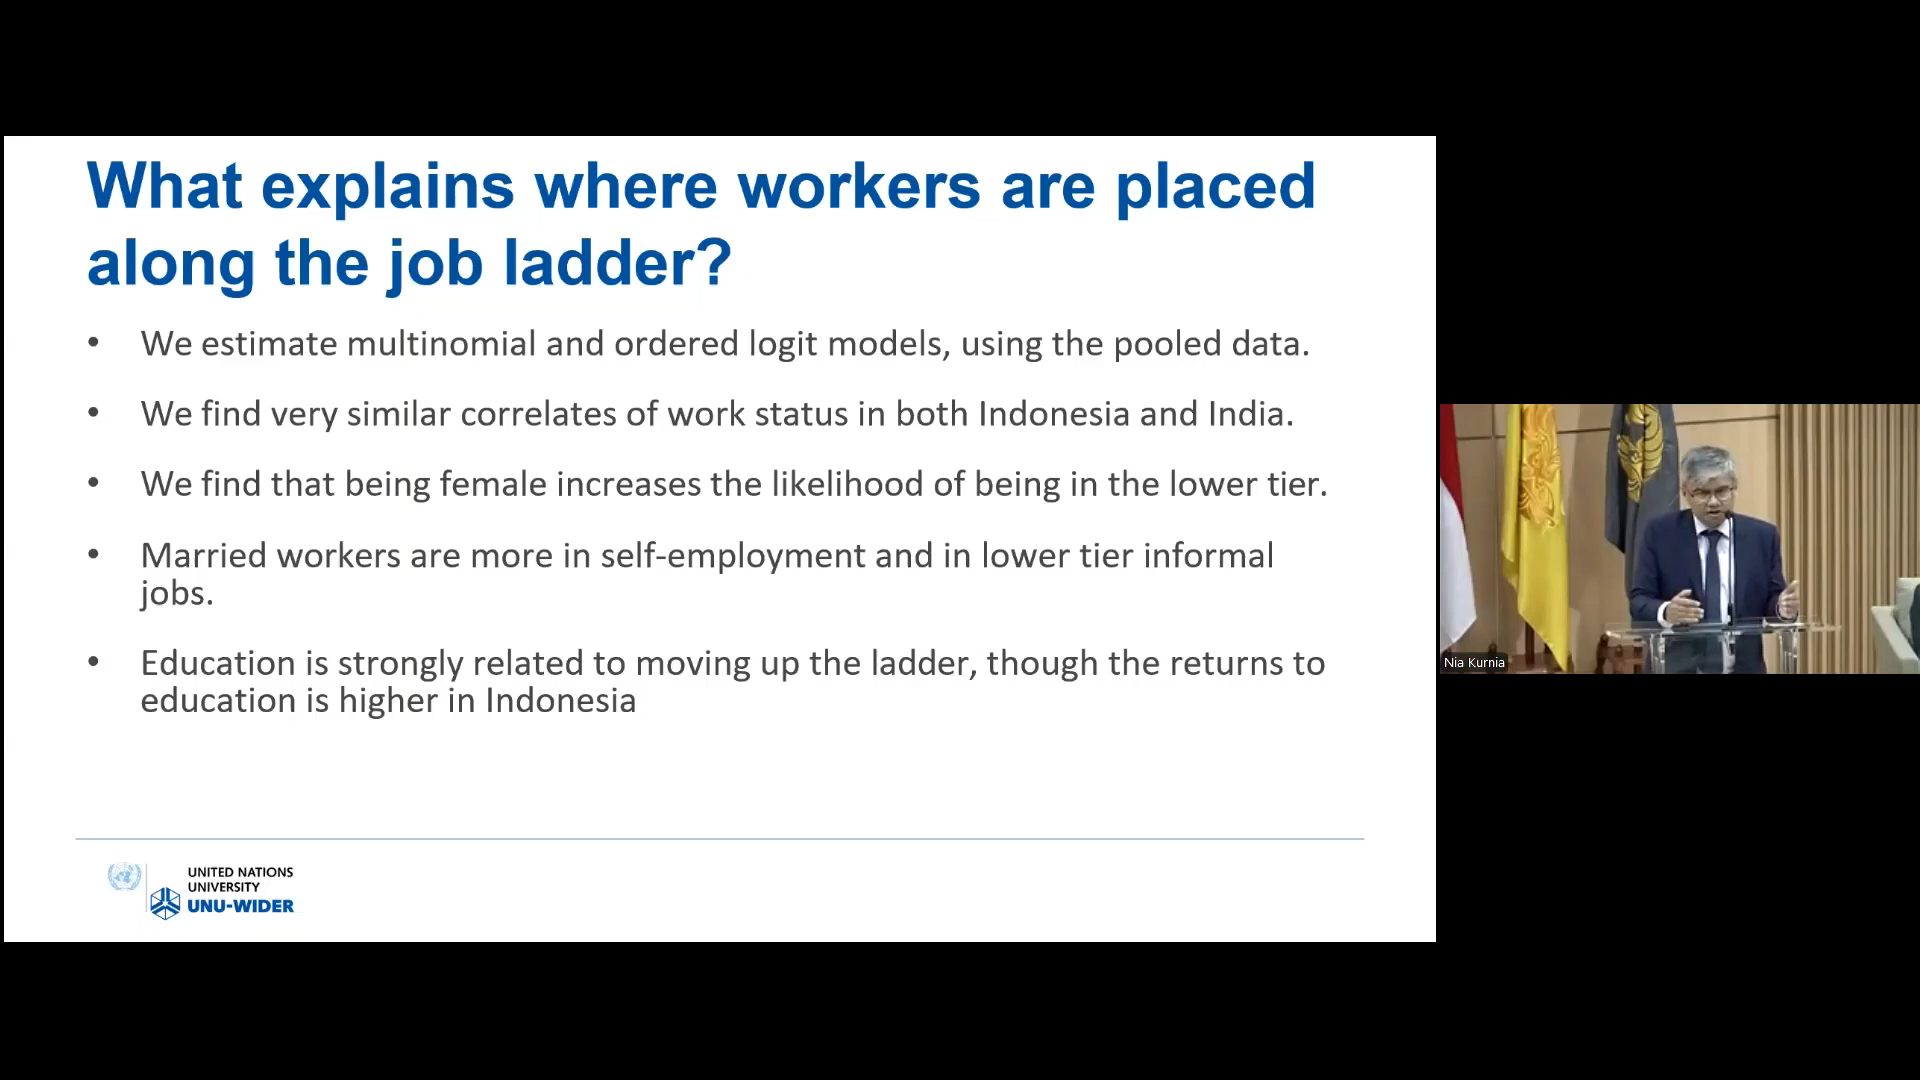 What explains where workers are placed
along the job ladder?
• We estimate multinomial and ordered logit models, using the pooled data.
• We find very similar correlates of work status in both Indonesia and India.
• We find that being female increases the likelihood of being in the lower tier.
• Married workers are more in self-employment and in lower tier informal
jobs.
• Education is strongly related to moving up the ladder, though the returns to
education is higher in Indonesia
UNITED NATIONS
UNIVERSITY
UNU-WIDER
Nia Kurnia